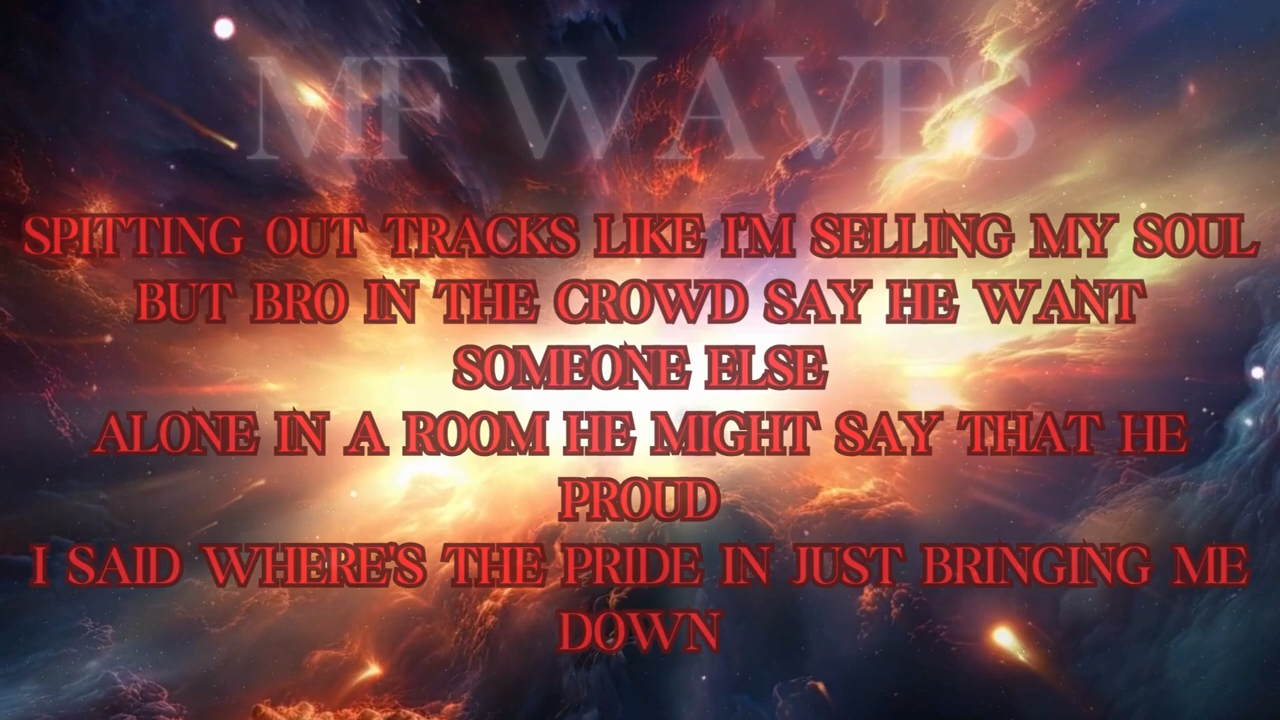 MF WAVES
SPITTING OUT TRACKS LIKE I'M SELLING MY SOUL
BUT BRO IN THE CROWD SAY HE WANT
SOMEONE ELSE
ALONE IN A ROOM HE MIGHT SAY THAT HE
PROUD
I SAID WHERE'S THE PRIDE IN JUST BRINGING ME
DOWN